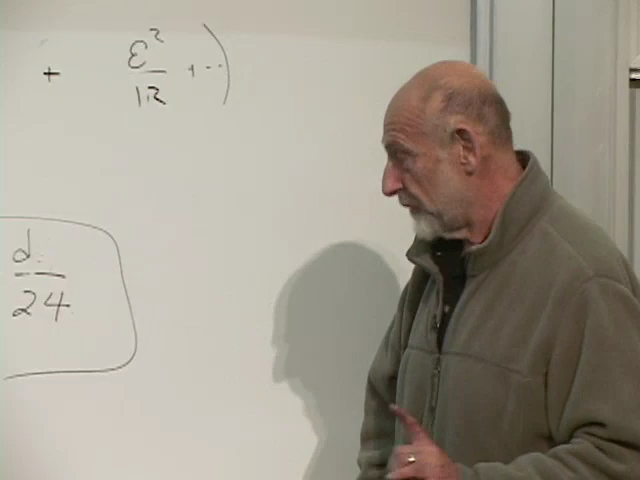 + ε²/12 + ··)
d
24